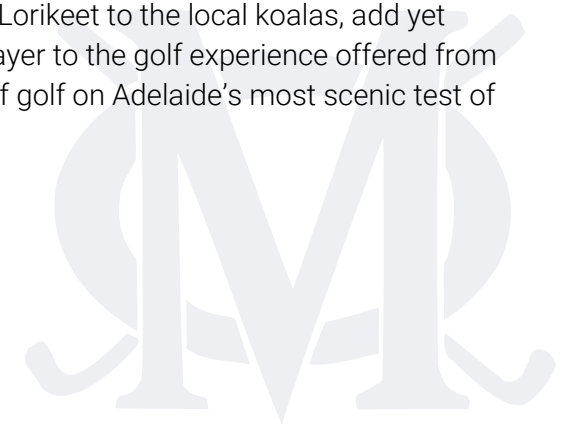 Lorikeet to the local koalas, add yet
ayer to the golf experience offered from
f golf on Adelaide's most scenic test of